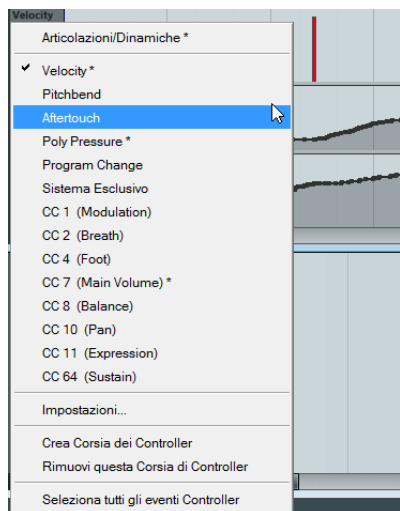 Velocity
Articolazioni/Dinamiche *
Velocity *
Pitchbend
Aftertouch
Poly Pressure *
Program Change
Sistema Esclusivo
CC 1 (Modulation)
CC 2 (Breath)
CC 4 (Foot)
CC 7 (Main Volume) *
CC 8 (Balance)
CC 10 (Pan)
CC 11 (Expression)
CC 64 (Sustain)
Impostazioni...
Crea Corsia dei Controller
Rimuovi questa Corsia di Controller
Seleziona tutti gli eventi Controller